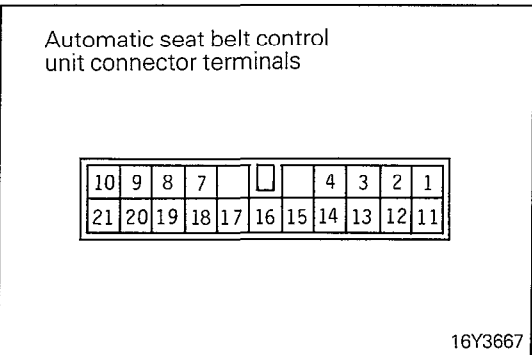 Automatic seat belt control
unit connector terminals
10 9 8 7 4 3 2 1
21 20 19 18 17 16 15 14 13 12 11
16Y3667